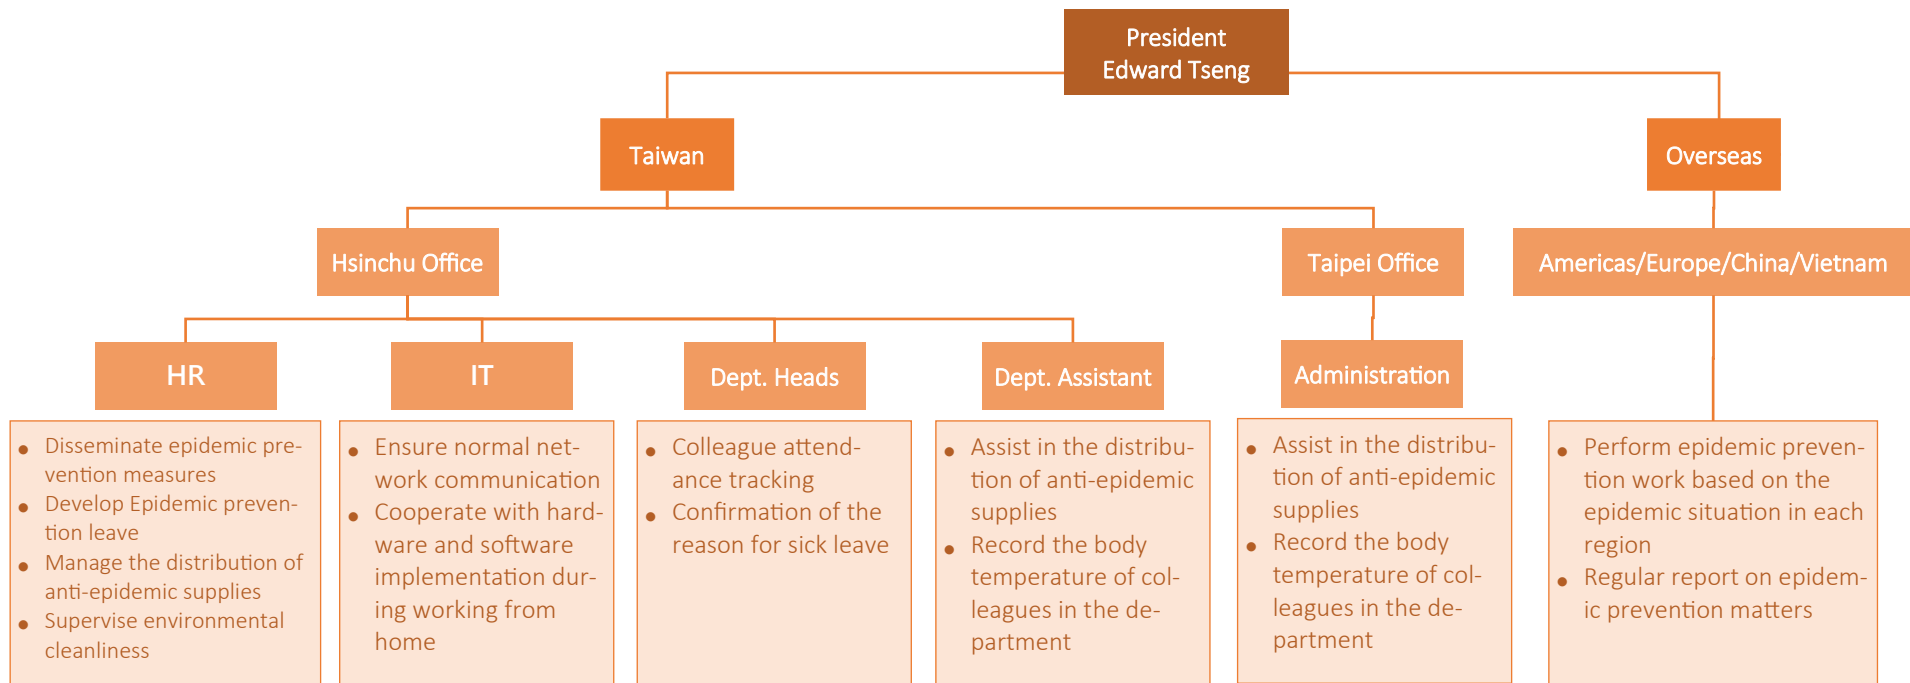 President
Edward Tseng
Taiwan
Overseas
Hsinchu Office
Taipei Office
Americas/Europe/China/Vietnam
HR
IT
Dept. Heads
Dept. Assistant
Administration
• Disseminate epidemic pre-
vention measures
• Develop Epidemic preven-
tion leave
• Manage the distribution of
anti-epidemic supplies
• Supervise environmental
cleanliness
• Ensure normal net-
work communication
• Cooperate with hard-
ware and software
implementation dur-
ing working from
home
• Colleague attend-
ance tracking
• Confirmation of the
reason for sick leave
• Assist in the distribu-
tion of anti-epidemic
supplies
• Record the body
temperature of col-
leagues in the de-
partment
• Assist in the distribu-
tion of anti-epidemic
supplies
• Record the body
temperature of col-
leagues in the de-
partment
• Perform epidemic preven-
tion work based on the
epidemic situation in each
region
• Regular report on epidem-
ic prevention matters